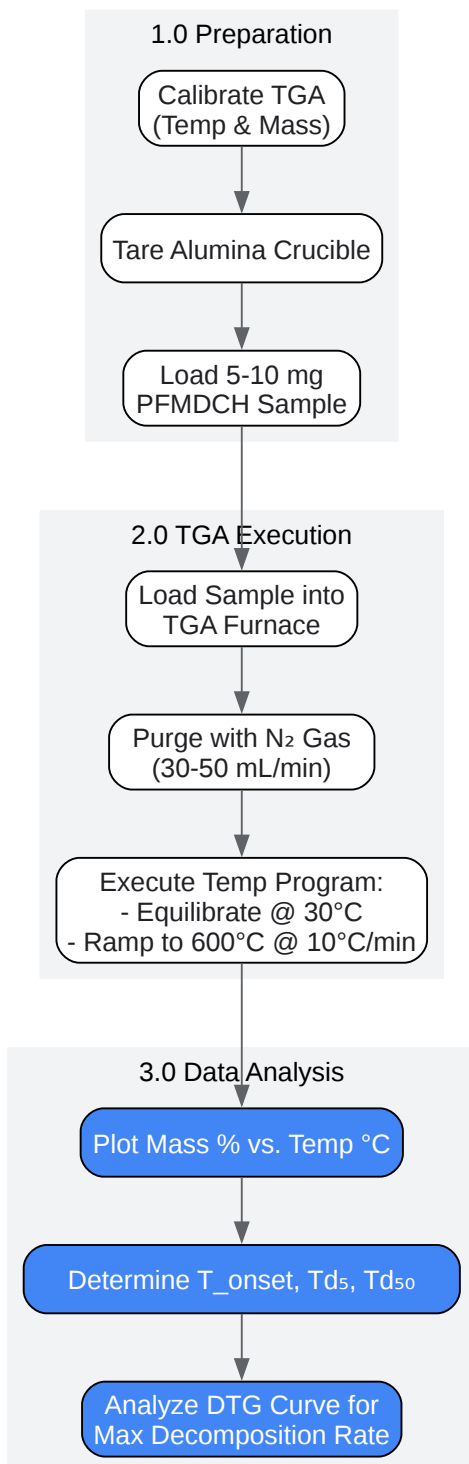 1.0 Preparation
Calibrate TGA
(Temp & Mass)
Tare Alumina Crucible
Load 5-10 mg
PFMDCH Sample
2.0 TGA Execution
Load Sample into
TGA Furnace
Purge with N₂ Gas
(30-50 mL/min)
Execute Temp Program:
- Equilibrate @ 30°C
- Ramp to 600°C @ 10°C/min
3.0 Data Analysis
Plot Mass % vs. Temp °C
Determine T_onset, Td₅, Td₅₀
Analyze DTG Curve for
Max Decomposition Rate